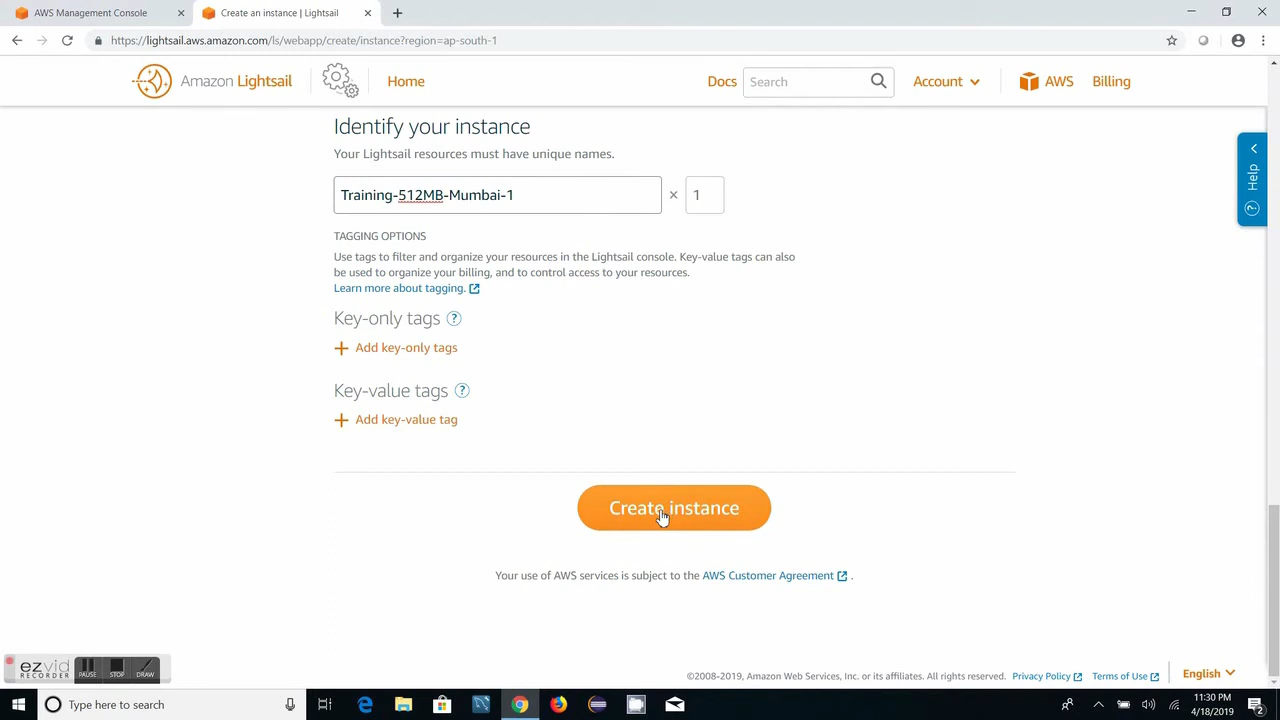 AWS Management Console
Create an instance | Lightsail
https://lightsail.aws.amazon.com/ls/webapp/create/instance?region=ap-south-1
Amazon Lightsail
Home
Docs
Search
Account
AWS
Billing
Identify your instance
Your Lightsail resources must have unique names.
Training-512MB-Mumbai-1
× 1
Help
TAGGING OPTIONS
Use tags to filter and organize your resources in the Lightsail console. Key-value tags can also
be used to organize your billing, and to control access to your resources.
Learn more about tagging.
Key-only tags ?
+ Add key-only tags
Key-value tags ?
+ Add key-value tag
Create instance
Your use of AWS services is subject to the AWS Customer Agreement .
ezvid
RECORDER
PAUSE
STOP
DRAW
©2008-2019, Amazon Web Services, Inc. or its affiliates. All rights reserved.
Privacy Policy
Terms of Use
English
Type here to search
11:30 PM
4/18/2019
2